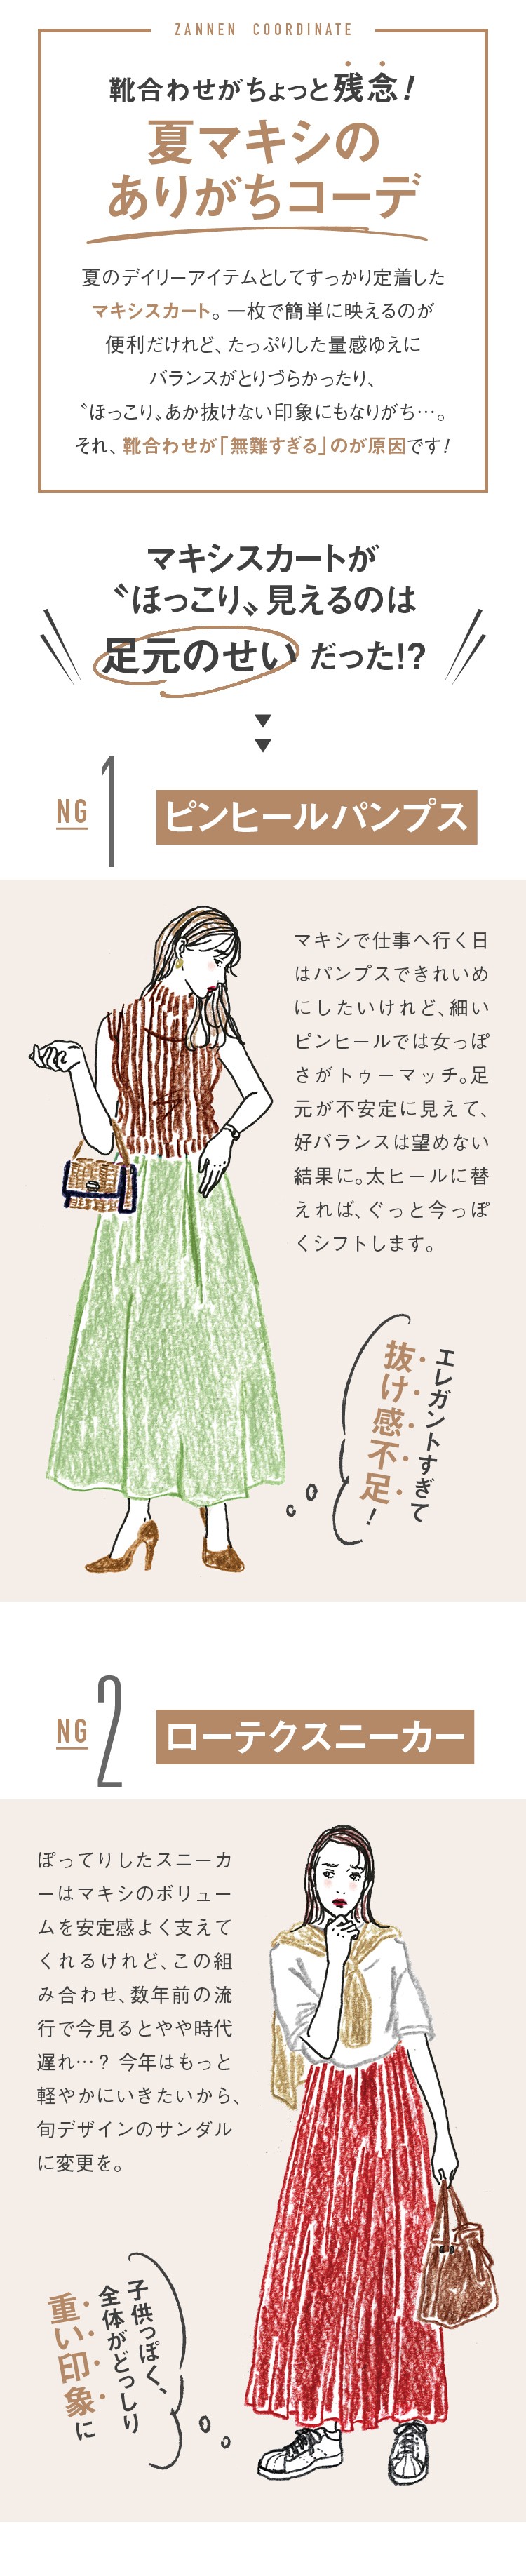 ZANNEN COORDINATE
靴合わせがちょっと残念！
夏マキシの
ありがちコーデ
夏のデイリーアイテムとしてすっかり定着した
マキシスカート。一枚で簡単に映えるのが
便利だけれど、たっぷりした量感ゆえに
バランスがとりづらかったり、
〝ほっこり〟あか抜けない印象にもなりがち…。
それ、靴合わせが「無難すぎる」のが原因です！
マキシスカートが
〝ほっこり〟見えるのは
足元のせい だった!?
NG 1 ピンヒールパンプス
マキシで仕事へ行く日
はパンプスできれいめ
にしたいけれど、細い
ピンヒールでは女っぽ
さがトゥーマッチ。足
元が不安定に見えて、
好バランスは望めない
結果に。太ヒールに替
えれば、ぐっと今っぽ
くシフトします。
エレガントすぎて
抜け感不足！
NG 2 ローテクスニーカー
ぽってりしたスニーカ
ーはマキシのボリュー
ムを安定感よく支えて
くれるけれど、この組
み合わせ、数年前の流
行で今見るとやや時代
遅れ…？ 今年はもっと
軽やかにいきたいから、
旬デザインのサンダル
に変更を。
子供っぽく、
全体がどっしり
重い印象に